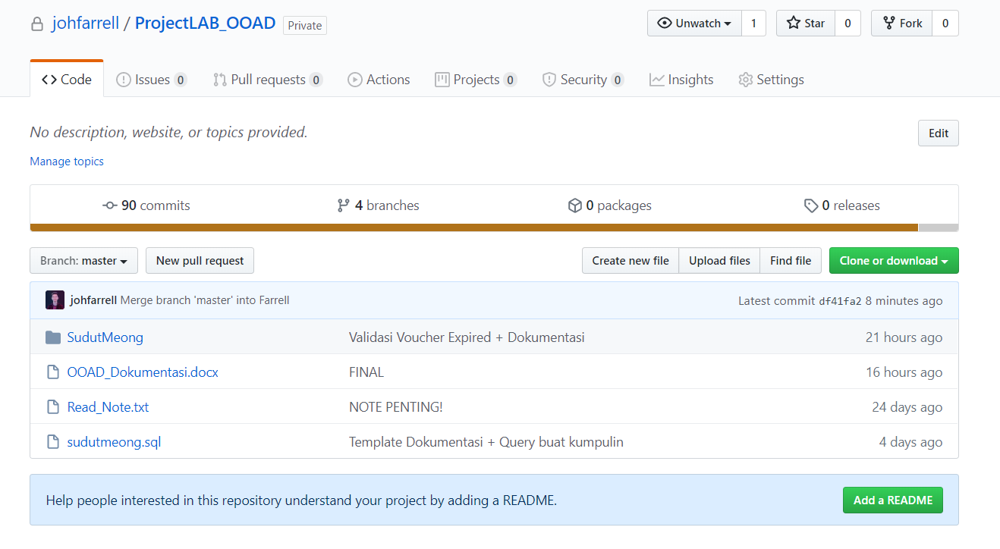 johfarrell / ProjectLAB_OOAD Private Unwatch 1 Star 0 Fork 0
Code Issues 0 Pull requests 0 Actions Projects 0 Security 0 Insights Settings
No description, website, or topics provided. Edit
Manage topics
90 commits 4 branches 0 packages 0 releases
Branch: master New pull request Create new file Upload files Find file Clone or download
johfarrell Merge branch 'master' into Farrell Latest commit df41fa2 8 minutes ago
SudutMeong Validasi Voucher Expired + Dokumentasi 21 hours ago
OOAD_Dokumentasi.docx FINAL 16 hours ago
Read_Note.txt NOTE PENTING! 24 days ago
sudutmeong.sql Template Dokumentasi + Query buat kumpulin 4 days ago
Help people interested in this repository understand your project by adding a README. Add a README